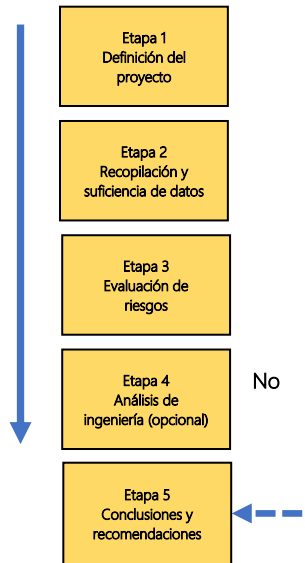 Etapa 1
Definición del
proyecto
Etapa 2
Recopilación y
suficiencia de datos
Etapa 3
Evaluación de
riesgos
Etapa 4
Análisis de
ingeniería (opcional)
No
Etapa 5
Conclusiones y
recomendaciones